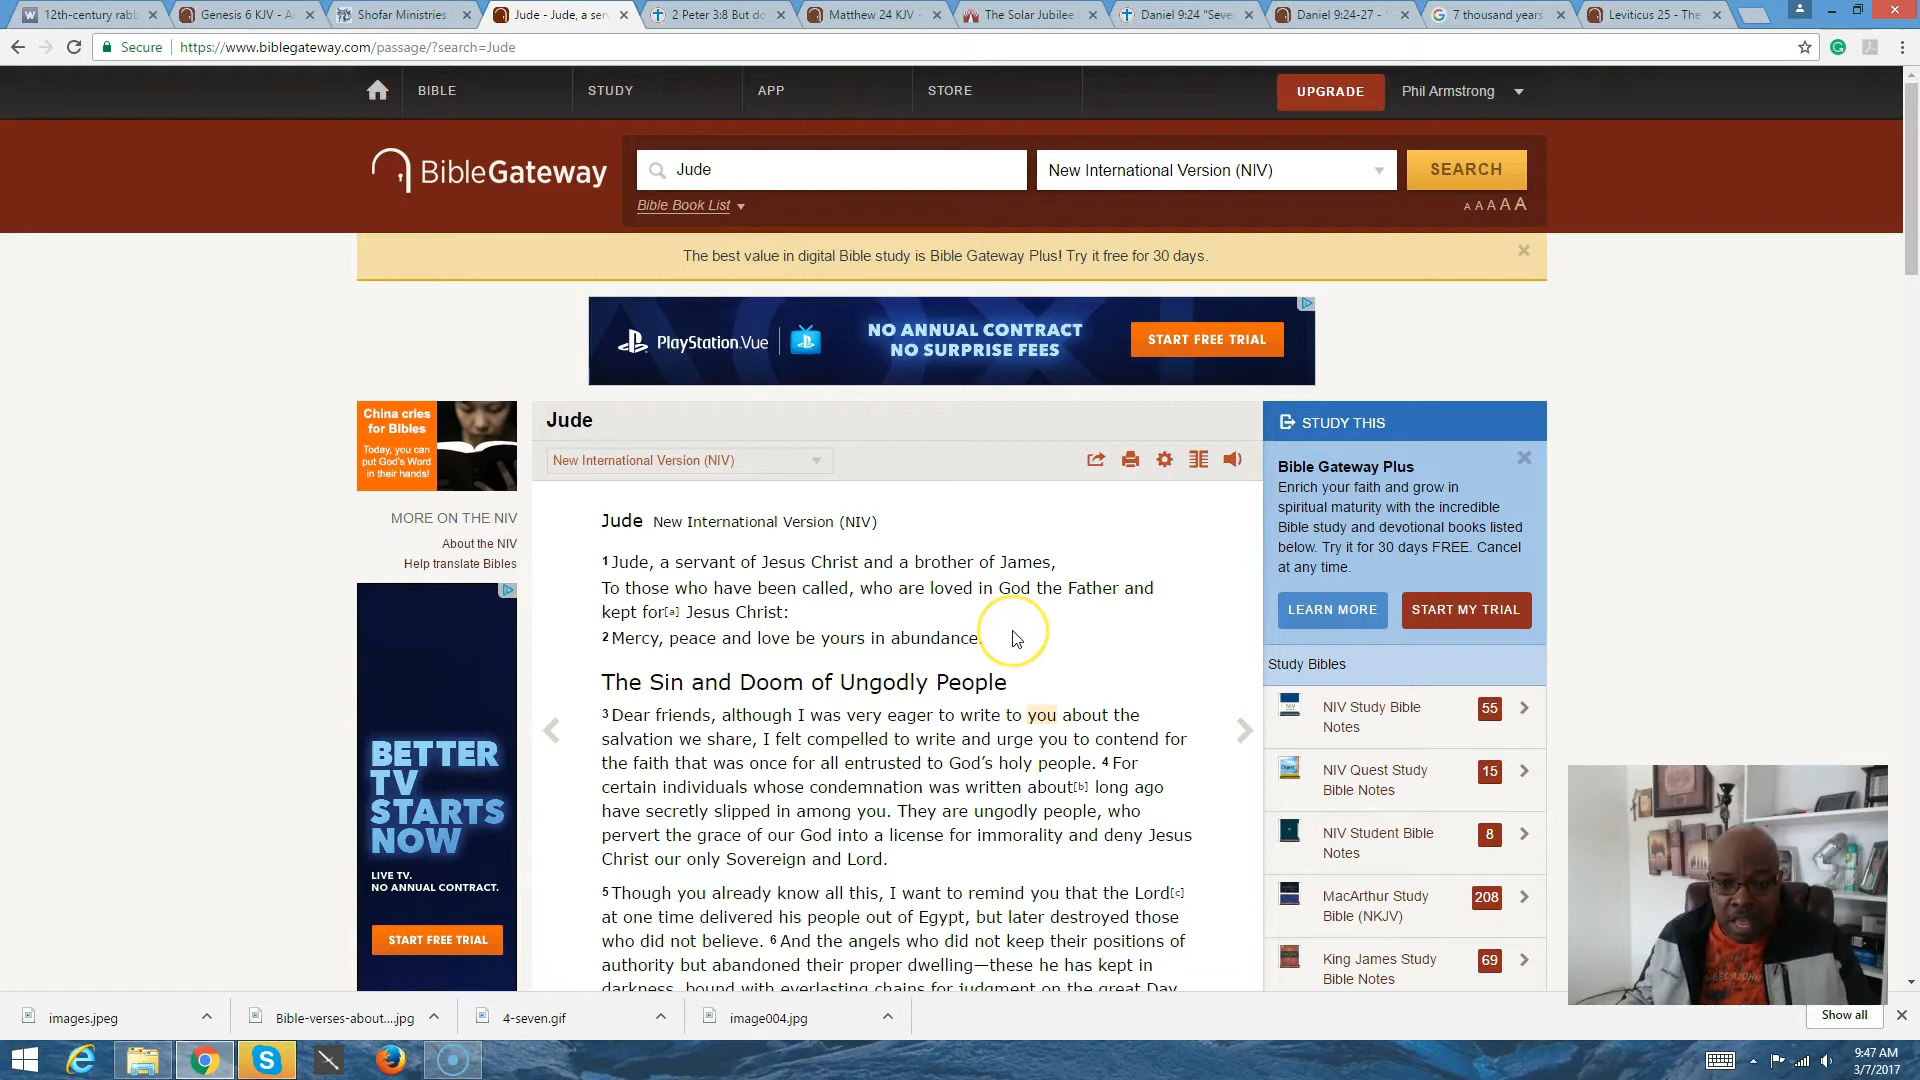 12th-century rabb
Genesis 6 KJV - A
Shofar Ministries
Jude - Jude, a ser
2 Peter 3:8 But do
Matthew 24 KJV -
The Solar Jubilee
Daniel 9:24 "Seve
Daniel 9:24-27 - "
7 thousand years
Leviticus 25 - The
Secure
https://www.biblegateway.com/passage/?search=Jude
BIBLE
STUDY
APP
STORE
UPGRADE
Phil Armstrong
BibleGateway
Jude
New International Version (NIV)
SEARCH
Bible Book List
A A A A A
The best value in digital Bible study is Bible Gateway Plus! Try it free for 30 days.
PlayStation.Vue
NO ANNUAL CONTRACT
NO SURPRISE FEES
START FREE TRIAL
China cries
for Bibles
Today, you can
put God's Word
in their hands!
MORE ON THE NIV
About the NIV
Help translate Bibles
BETTER
TV
STARTS
NOW
LIVE TV.
NO ANNUAL CONTRACT.
START FREE TRIAL
Jude
New International Version (NIV)
Jude New International Version (NIV)
1 Jude, a servant of Jesus Christ and a brother of James,
To those who have been called, who are loved in God the Father and
kept for[a] Jesus Christ:
2 Mercy, peace and love be yours in abundance.
The Sin and Doom of Ungodly People
3 Dear friends, although I was very eager to write to you about the
salvation we share, I felt compelled to write and urge you to contend for
the faith that was once for all entrusted to God's holy people. 4 For
certain individuals whose condemnation was written about[b] long ago
have secretly slipped in among you. They are ungodly people, who
pervert the grace of our God into a license for immorality and deny Jesus
Christ our only Sovereign and Lord.
5 Though you already know all this, I want to remind you that the Lord[c]
at one time delivered his people out of Egypt, but later destroyed those
who did not believe. 6 And the angels who did not keep their positions of
authority but abandoned their proper dwelling—these he has kept in
darkness, bound with everlasting chains for judgment on the great Day.
STUDY THIS
Bible Gateway Plus
Enrich your faith and grow in
spiritual maturity with the incredible
Bible study and devotional books listed
below. Try it for 30 days FREE. Cancel
at any time.
LEARN MORE
START MY TRIAL
Study Bibles
NIV Study Bible
Notes
55
NIV Quest Study
Bible Notes
15
NIV Student Bible
Notes
8
MacArthur Study
Bible (NKJV)
208
King James Study
Bible Notes
69
images.jpeg
Bible-verses-about....jpg
4-seven.gif
image004.jpg
Show all
9:47 AM
3/7/2017